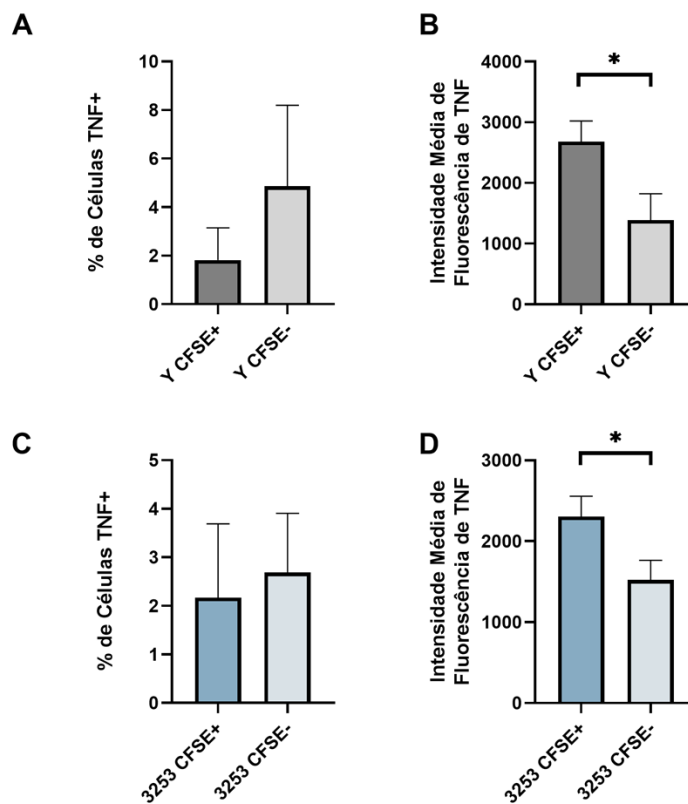 A
% de Células TNF+
10
8
6
4
2
0
Y CFSE+
Y CFSE-
B
Intensidade Média de
Fluorescência de TNF
4000
3000
2000
1000
0
*
Y CFSE+
Y CFSE-
C
% de Células TNF+
5
4
3
2
1
0
3253 CFSE+
3253 CFSE-
D
Intensidade Média de
Fluorescência de TNF
3000
2000
1000
0
*
3253 CFSE+
3253 CFSE-